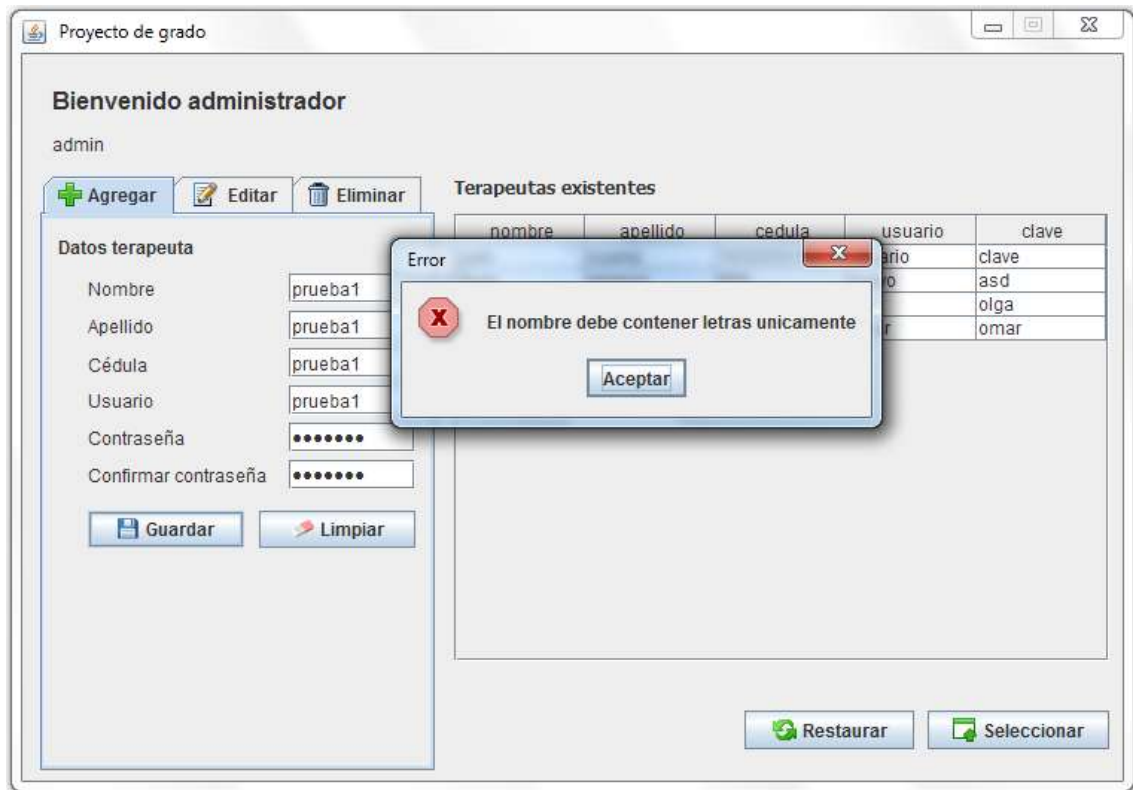 Proyecto de grado
Bienvenido administrador
admin
Agregar Editar Eliminar
Datos terapeuta
Nombre prueba1
Apellido prueba1
Cédula prueba1
Usuario prueba1
Contraseña •••••••
Confirmar contraseña •••••••
Guardar Limpiar
Terapeutas existentes
nombre apellido cedula usuario clave
clave
asd
olga
omar
Error
El nombre debe contener letras unicamente
Aceptar
Restaurar Seleccionar